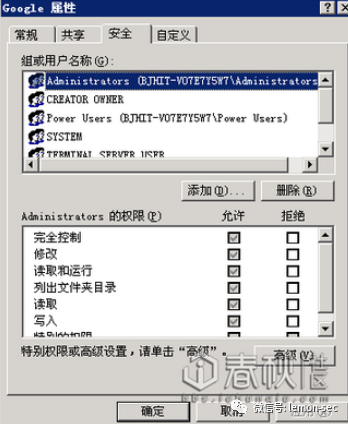 Google 属性
常规 共享 安全 自定义
组或用户名称(G):
Administrators (BJHIT-VO7E7Y5W7\Administrators
CREATOR OWNER
Power Users (BJHIT-VO7E7Y5W7\Power Users)
SYSTEM
TERMINAL SERVER USER
添加(D)... 删除(R)
Administrators 的权限(P) 允许 拒绝
完全控制
修改
读取和运行
列出文件夹目录
读取
写入
特别的权限
特别权限或高级设置,请单击“高级”。
高级(V)
春秋
微信号: lemon-sec
确定 取消